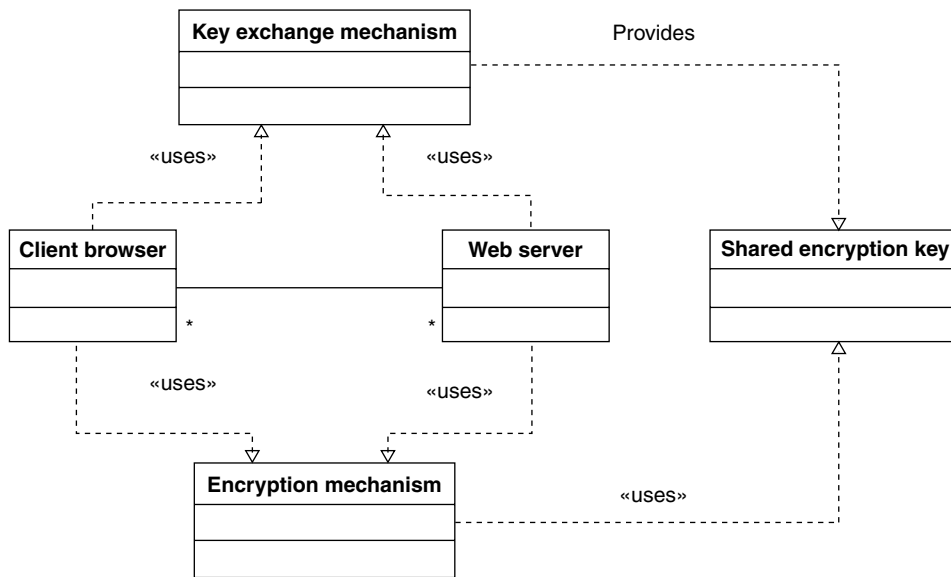 Key exchange mechanism
Provides
«uses»
«uses»
Client browser
Web server
Shared encryption key
*
*
«uses»
«uses»
Encryption mechanism
«uses»